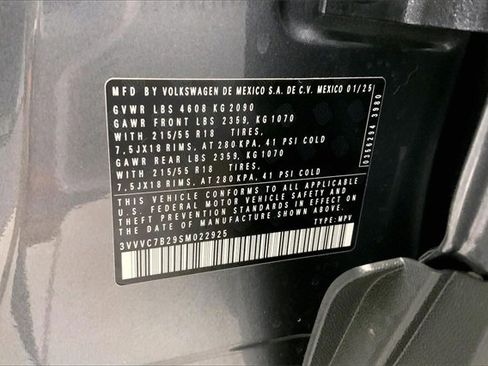 MFD BY VOLKSWAGEN DE MEXICO S.A. DE C.V. MEXICO 01/25
GVWR LBS 4608 KG 2090
GAWR FRONT LBS 2359, KG 1070
WITH 215/55 R18 TIRES,
7,5JX18 RIMS, AT 280 KPA, 41 PSI COLD
GAWR REAR LBS 2359, KG 1070
WITH 215/55 R18 TIRES,
7,5JX18 RIMS, AT 280 KPA, 41 PSI COLD
THIS VEHICLE CONFORMS TO ALL APPLICABLE
U.S. FEDERAL MOTOR VEHICLE SAFETY AND
THEFT PREVENTION STANDARDS IN EFFECT ON
THE DATE OF MANUFACTURE SHOWN ABOVE
3VVVC7B29SM022925 TYPE: MPV
0356294 3980